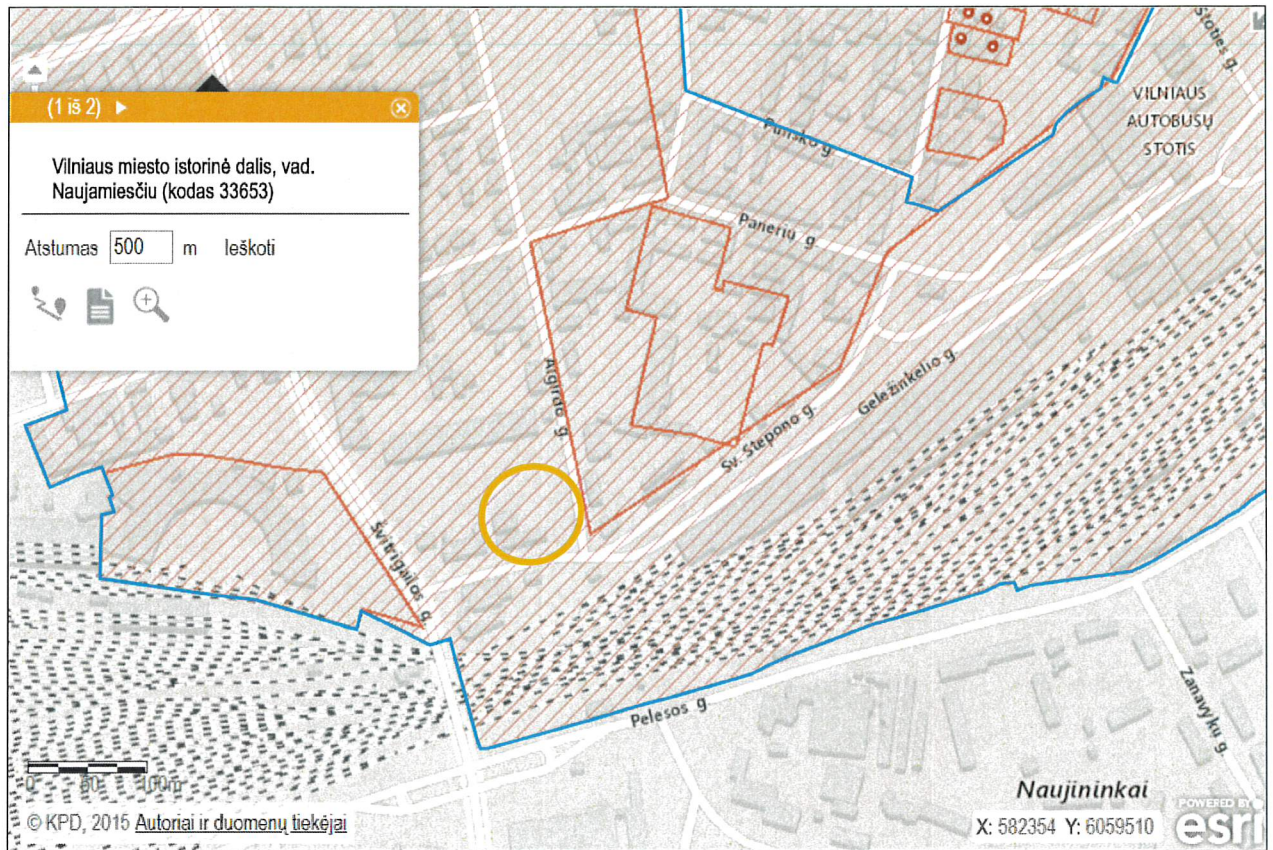 (1 iš 2)
Vilniaus miesto istorinė dalis, vad.
Naujamiesčiu (kodas 33653)
Atstumas 500 m Ieškoti
Stoties g.
VILNIAUS
AUTOBUSŲ
STOTIS
Punsko g.
Panerių g.
Algirdo g.
Geležinkelio g.
Šv. Stepono g.
Švitrigailos g.
Pelesos g.
Zanavykų g.
0 50 100m
Naujininkai
© KPD, 2015 Autoriai ir duomenų tiekėjai
X: 582354 Y: 6059510
POWERED BY
esri